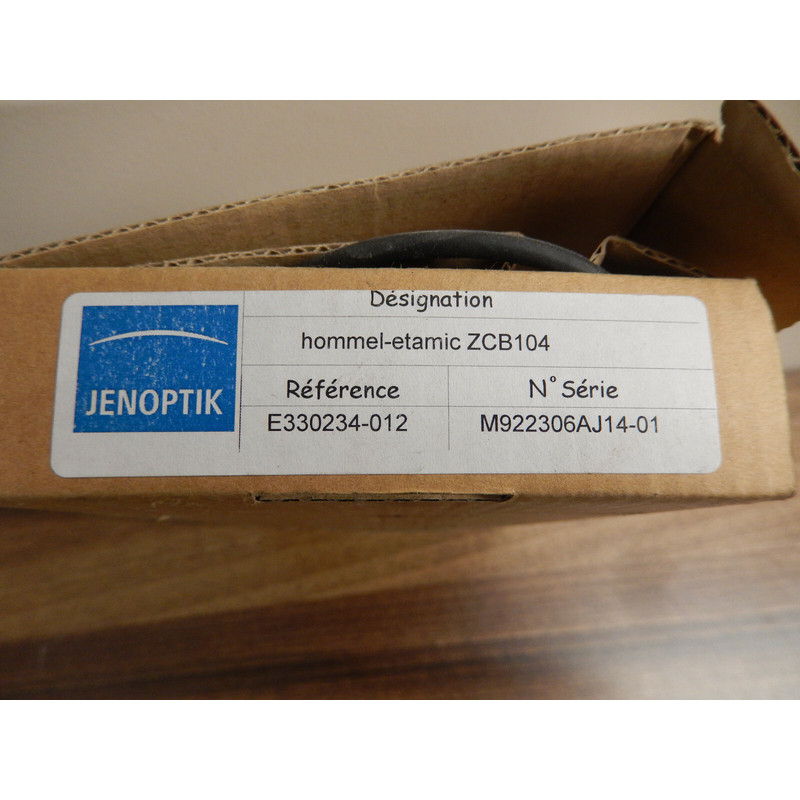 Désignation
hommel-etamic ZCB104
JENOPTIK
Référence N° Série
E330234-012 M922306AJ14-01